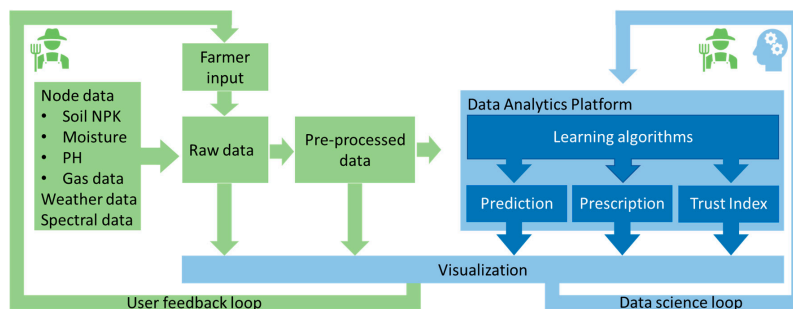 Farmer
input
Node data
• Soil NPK
• Moisture
• PH
• Gas data
Weather data
Spectral data
Raw data
Pre-processed
data
Data Analytics Platform
Learning algorithms
Prediction
Prescription
Trust Index
Visualization
User feedback loop
Data science loop